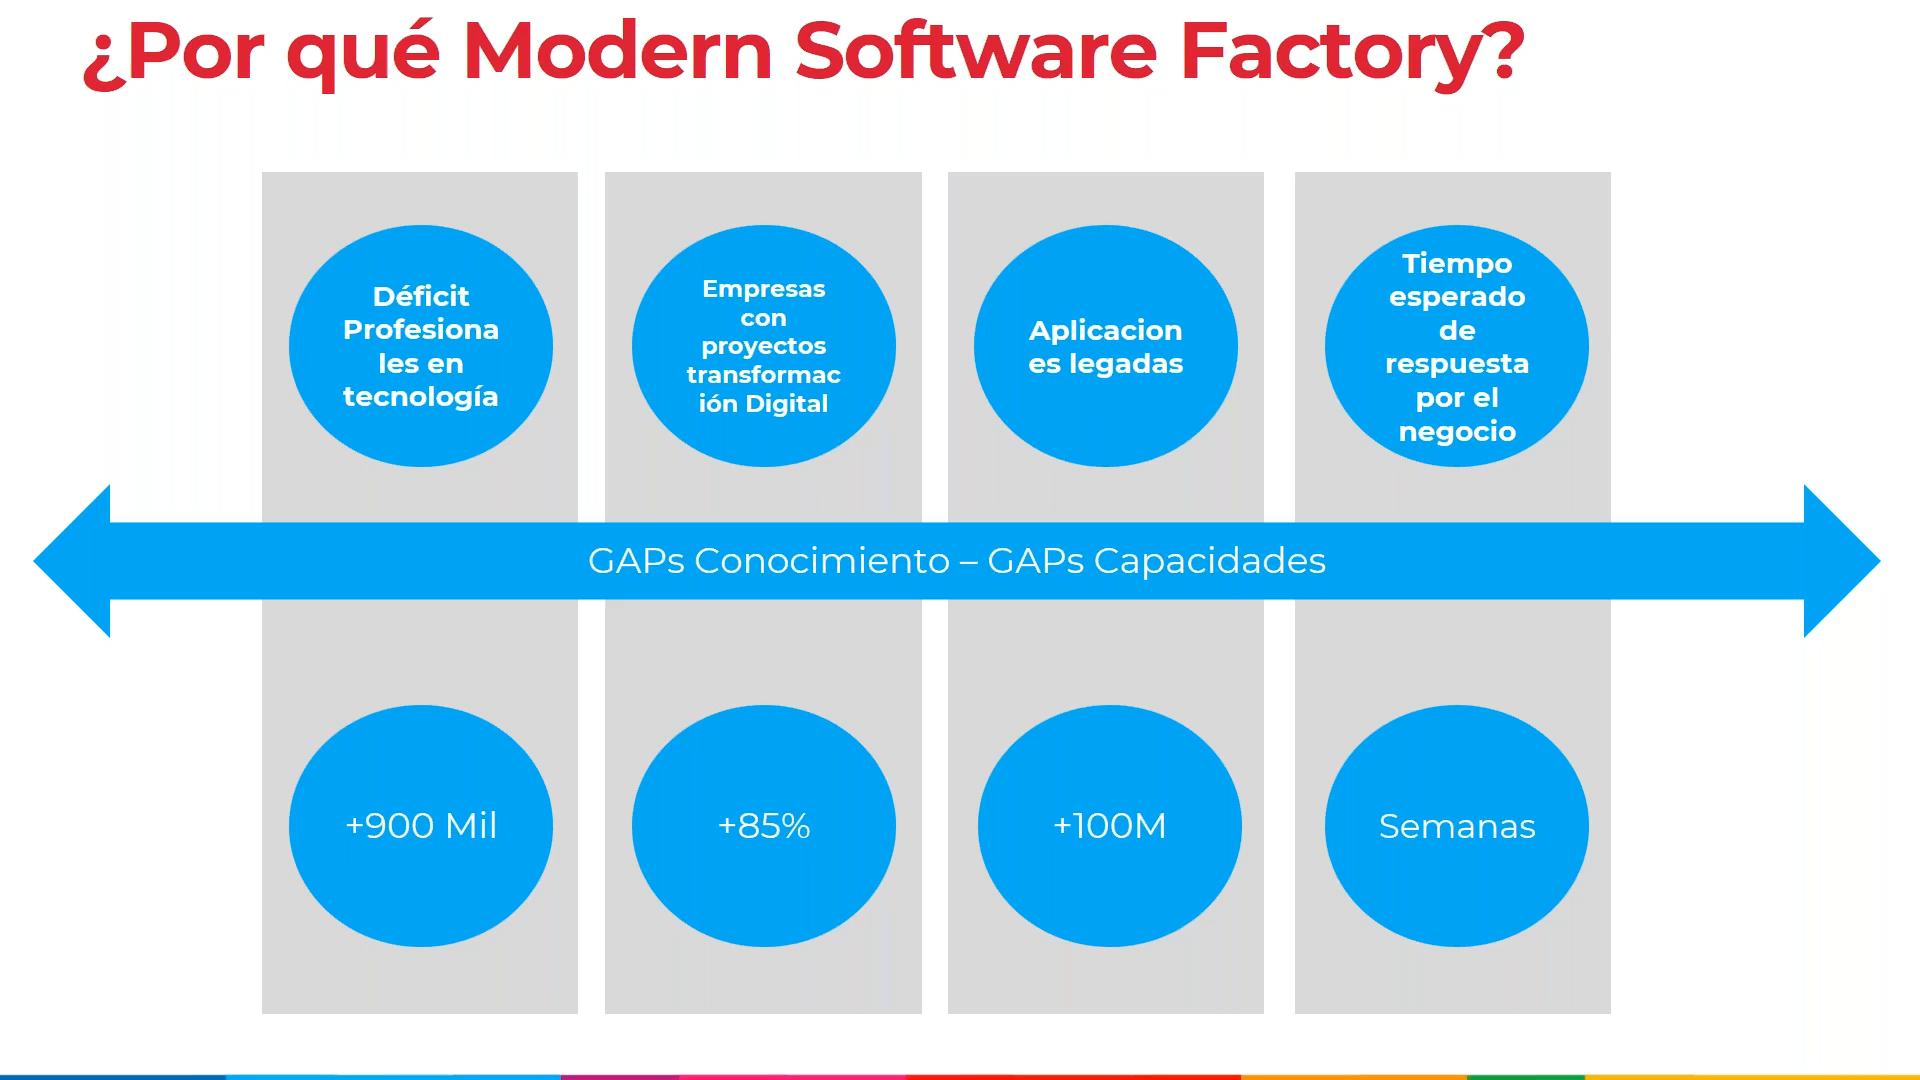 ¿Por qué Modern Software Factory?
Déficit
Profesiona
les en
tecnología
Empresas
con
proyectos
transformac
ión Digital
Aplicacion
es legadas
Tiempo
esperado
de
respuesta
por el
negocio
GAPs Conocimiento – GAPs Capacidades
+900 Mil
+85%
+100M
Semanas